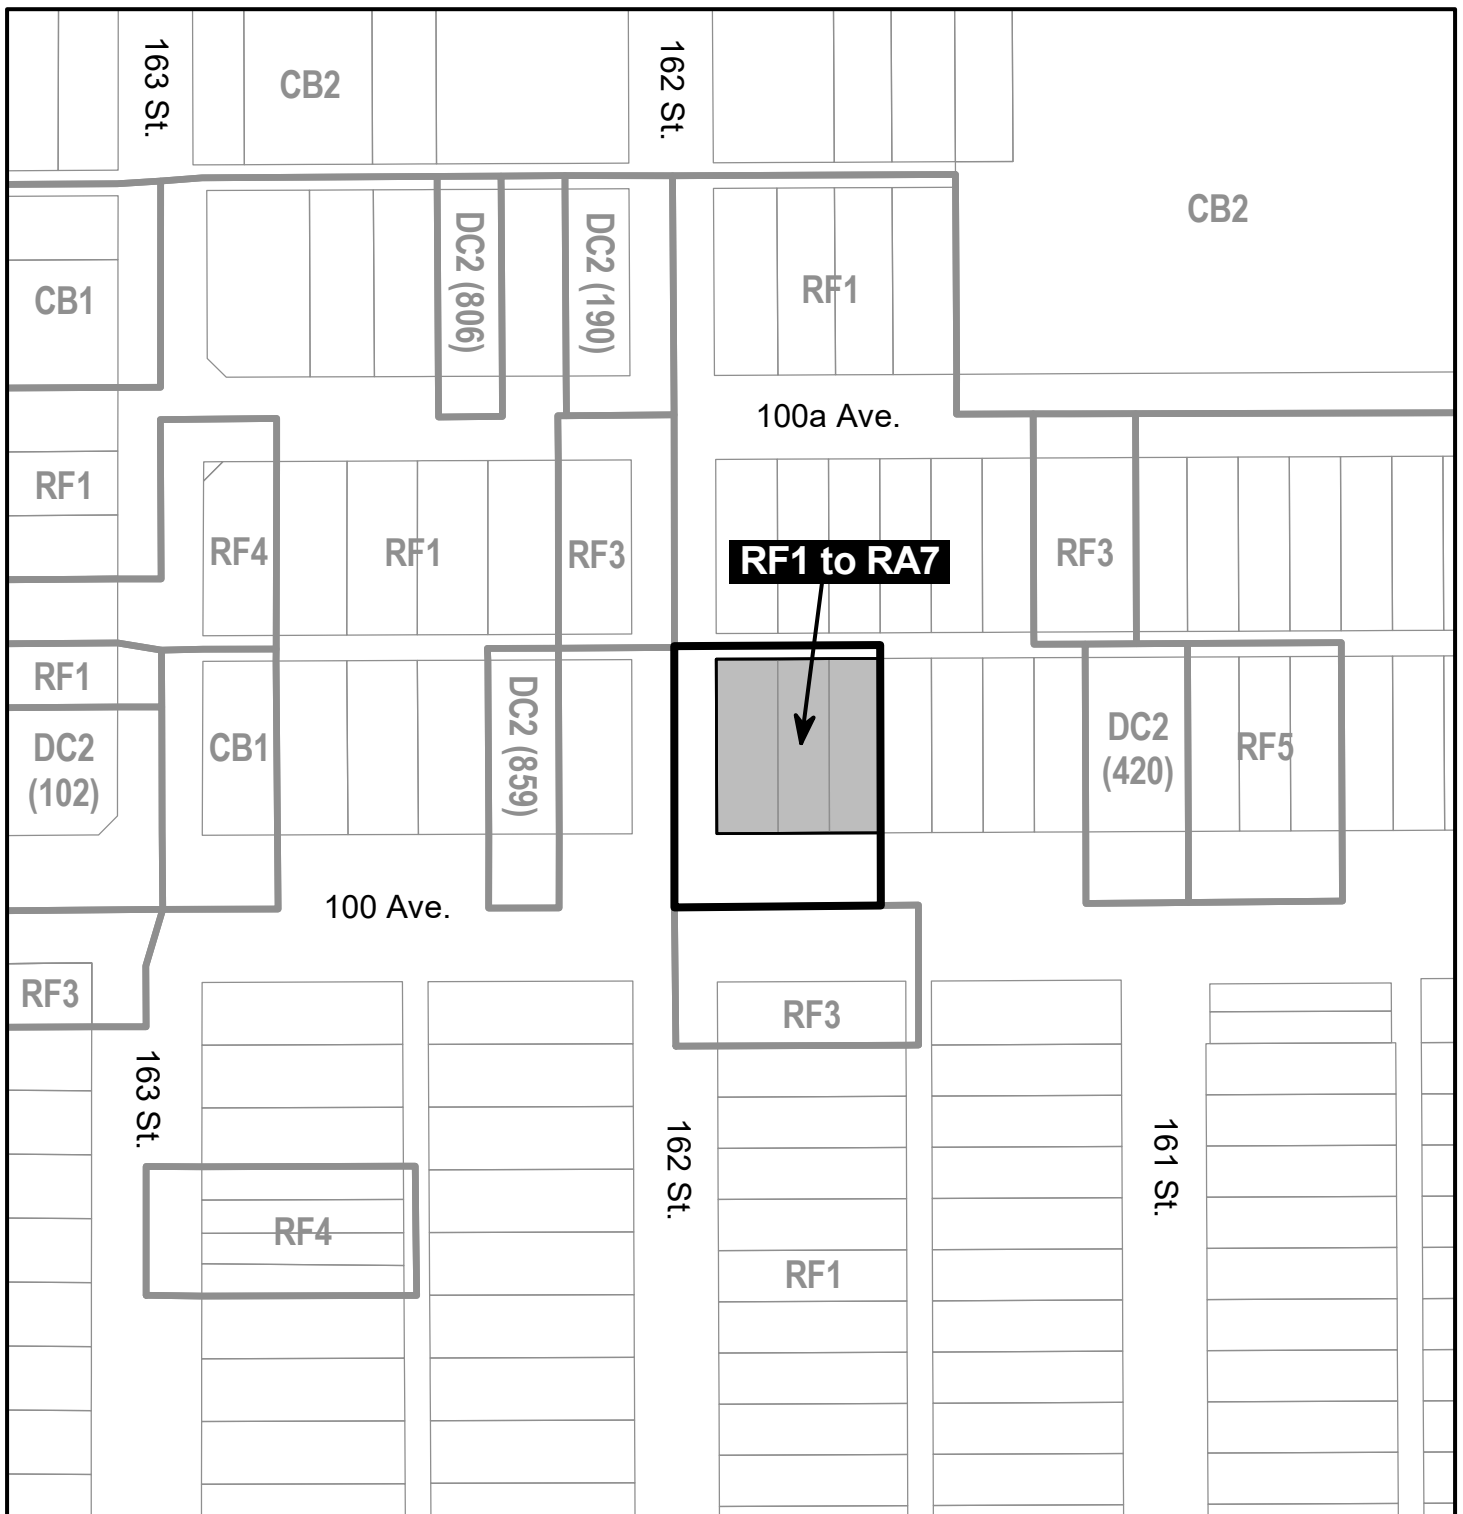 163 St.
CB2
162 St.
CB2
DC2 (806)
DC2 (190)
RF1
CB1
100a Ave.
RF1
RF4
RF1
RF3
RF1 to RA7
RF3
RF1
DC2
(102)
CB1
DC2 (859)
DC2
(420)
RF5
100 Ave.
RF3
RF3
163 St.
162 St.
161 St.
RF4
RF1